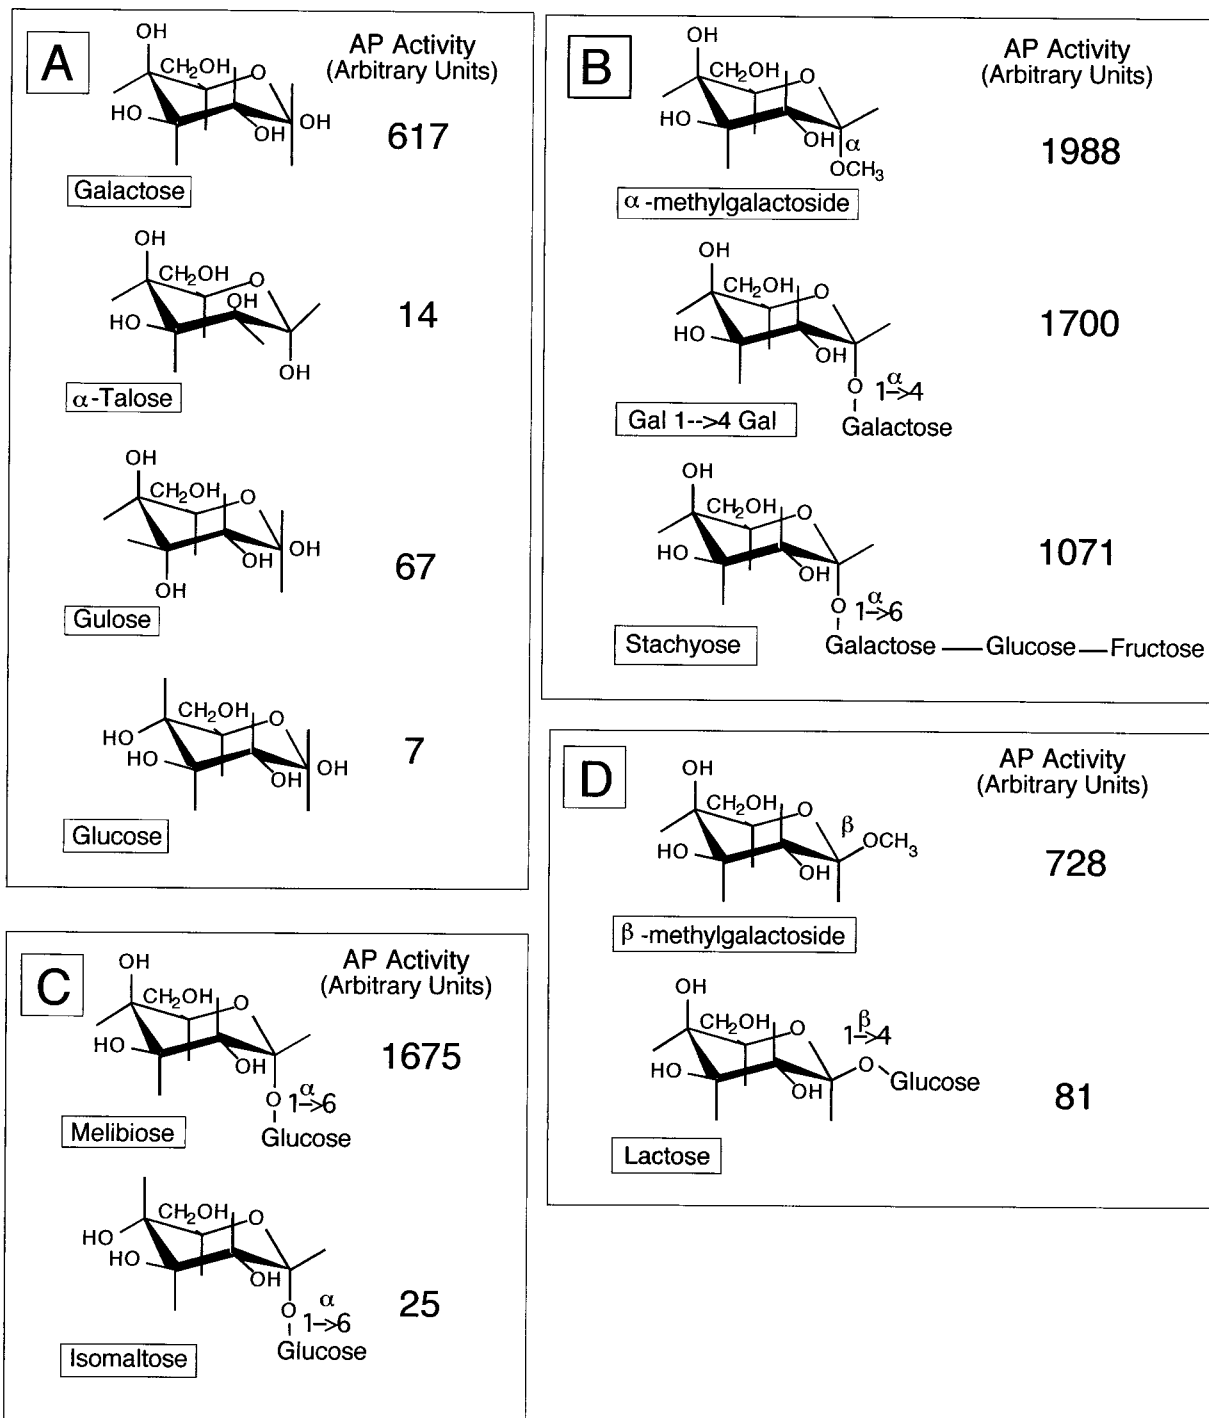 A
AP Activity
(Arbitrary Units)
OH
CH2OH
O
HO
OH
OH
617
Galactose
OH
CH2OH
O
OH
HO
OH
14
α-Talose
OH
CH2OH
O
OH
OH
OH
67
Gulose
CH2OH
O
HO
HO
OH
OH
7
Glucose
B
AP Activity
(Arbitrary Units)
OH
CH2OH
O
HO
OH
α
OCH3
1988
α -methylgalactoside
OH
CH2OH
O
HO
OH
O
α
1->4
Galactose
1700
Gal 1-->4 Gal
OH
CH2OH
O
HO
OH
O
α
1->6
Galactose — Glucose — Fructose
1071
Stachyose
C
AP Activity
(Arbitrary Units)
OH
CH2OH
O
HO
OH
O
α
1->6
Glucose
1675
Melibiose
CH2OH
O
HO
HO
OH
O
α
1->6
Glucose
25
Isomaltose
D
AP Activity
(Arbitrary Units)
OH
CH2OH
O
β
OCH3
HO
OH
728
β -methylgalactoside
OH
CH2OH
O
β
1->4
O
Glucose
HO
OH
81
Lactose